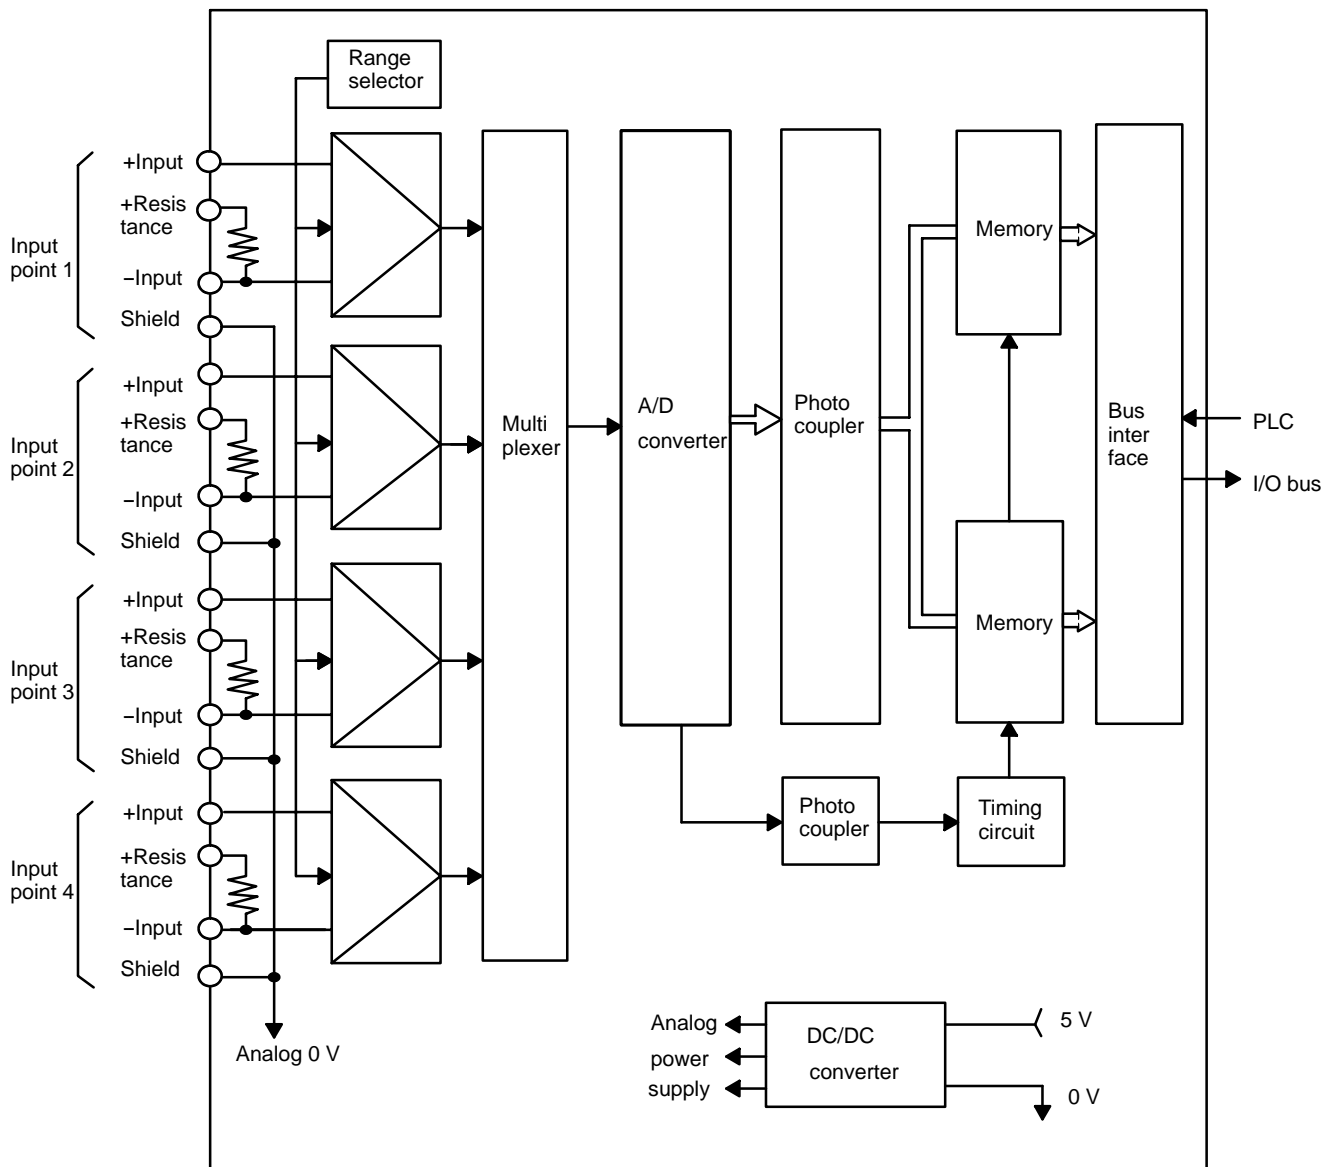 Range
selector
Input
point 1
+Input
+Resis
tance
–Input
Shield
Input
point 2
+Input
+Resis
tance
–Input
Shield
Input
point 3
+Input
+Resis
tance
–Input
Shield
Input
point 4
+Input
+Resis
tance
–Input
Shield
Analog 0 V
Multi
plexer
A/D
converter
Photo
coupler
Memory
Memory
Bus
inter
face
PLC
I/O bus
Photo
coupler
Timing
circuit
Analog
power
supply
DC/DC
converter
5 V
0 V